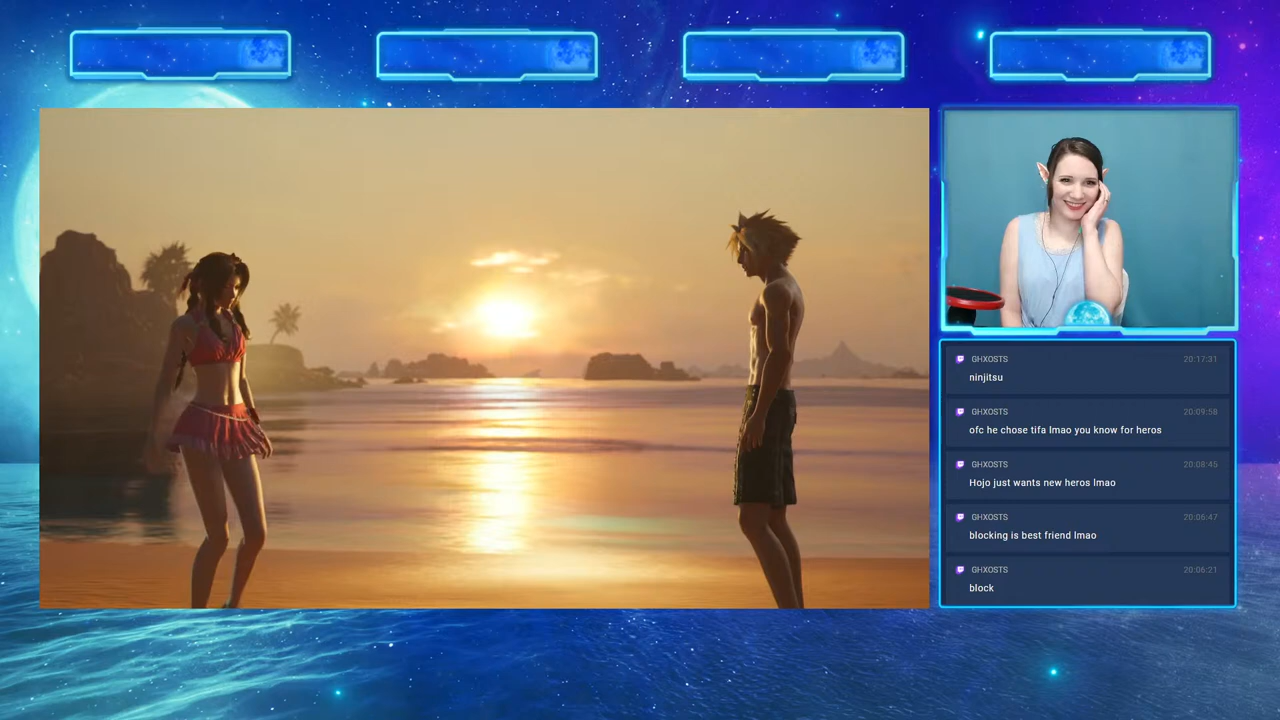 GHXOSTS 20:17:31
ninjitsu
GHXOSTS 20:09:58
ofc he chose tifa lmao you know for heros
GHXOSTS 20:08:45
Hojo just wants new heros lmao
GHXOSTS 20:06:47
blocking is best friend lmao
GHXOSTS 20:06:21
block